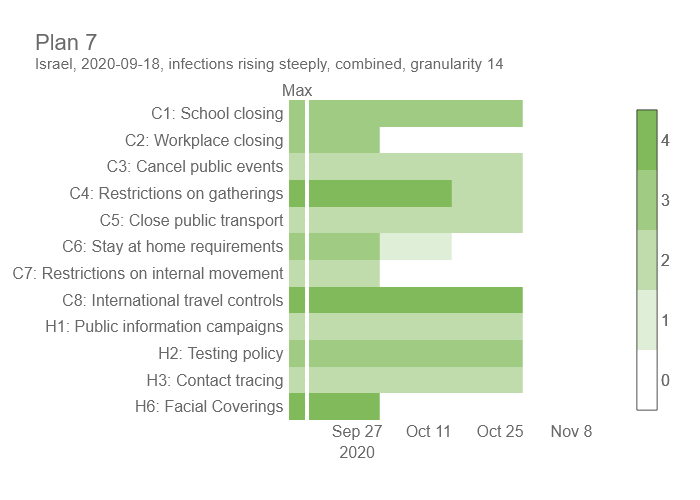 Plan 7
Israel, 2020-09-18, infections rising steeply, combined, granularity 14
Max
C1: School closing
C2: Workplace closing
C3: Cancel public events
C4: Restrictions on gatherings
C5: Close public transport
C6: Stay at home requirements
C7: Restrictions on internal movement
C8: International travel controls
H1: Public information campaigns
H2: Testing policy
H3: Contact tracing
H6: Facial Coverings
Sep 27 Oct 11 Oct 25 Nov 8
2020
4
3
2
1
0